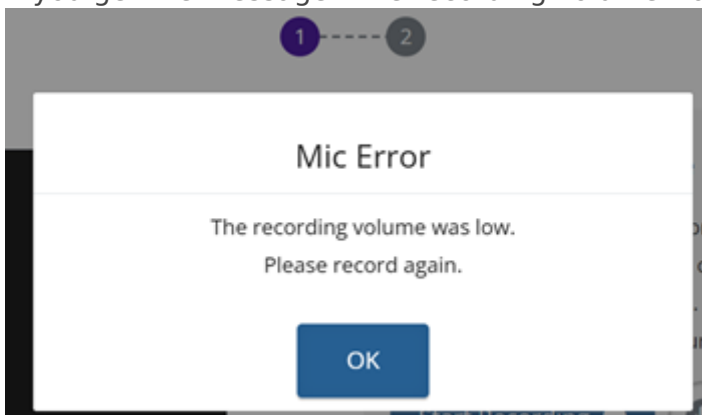 1 2
Mic Error
The recording volume was low.
Please record again.
OK